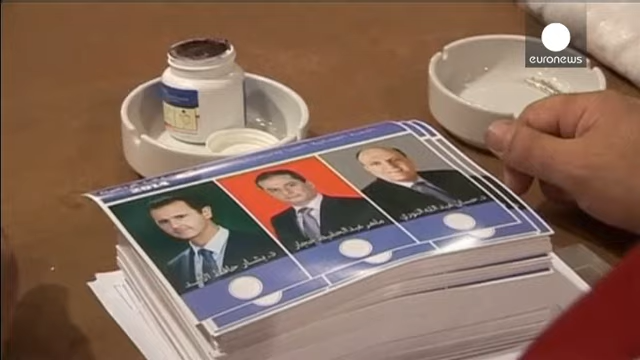 euronews
2014
د. بشار حافظ الأسد
ماهر عبد الحفيظ حجار
د. حسان عبد الله النوري